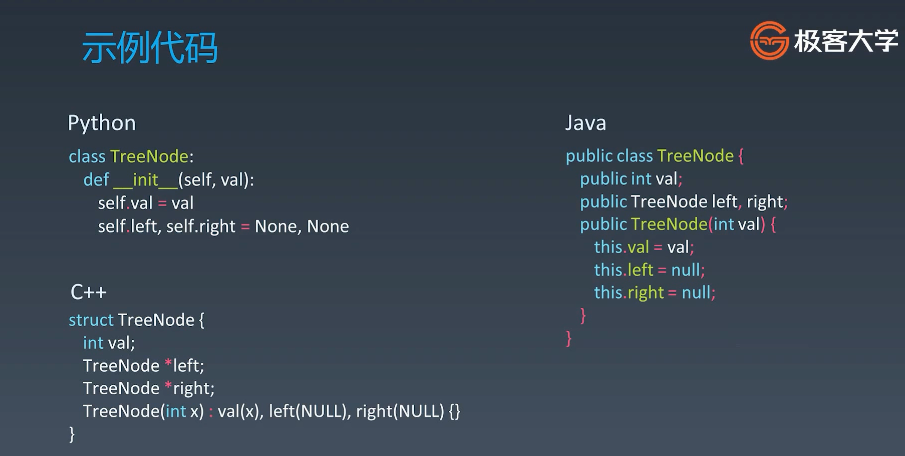 示例代码
极客大学
Python
class TreeNode:
def __init__(self, val):
self.val = val
self.left, self.right = None, None
C++
struct TreeNode {
int val;
TreeNode *left;
TreeNode *right;
TreeNode(int x) : val(x), left(NULL), right(NULL) {}
}
Java
public class TreeNode {
public int val;
public TreeNode left, right;
public TreeNode(int val) {
this.val = val;
this.left = null;
this.right = null;
}
}